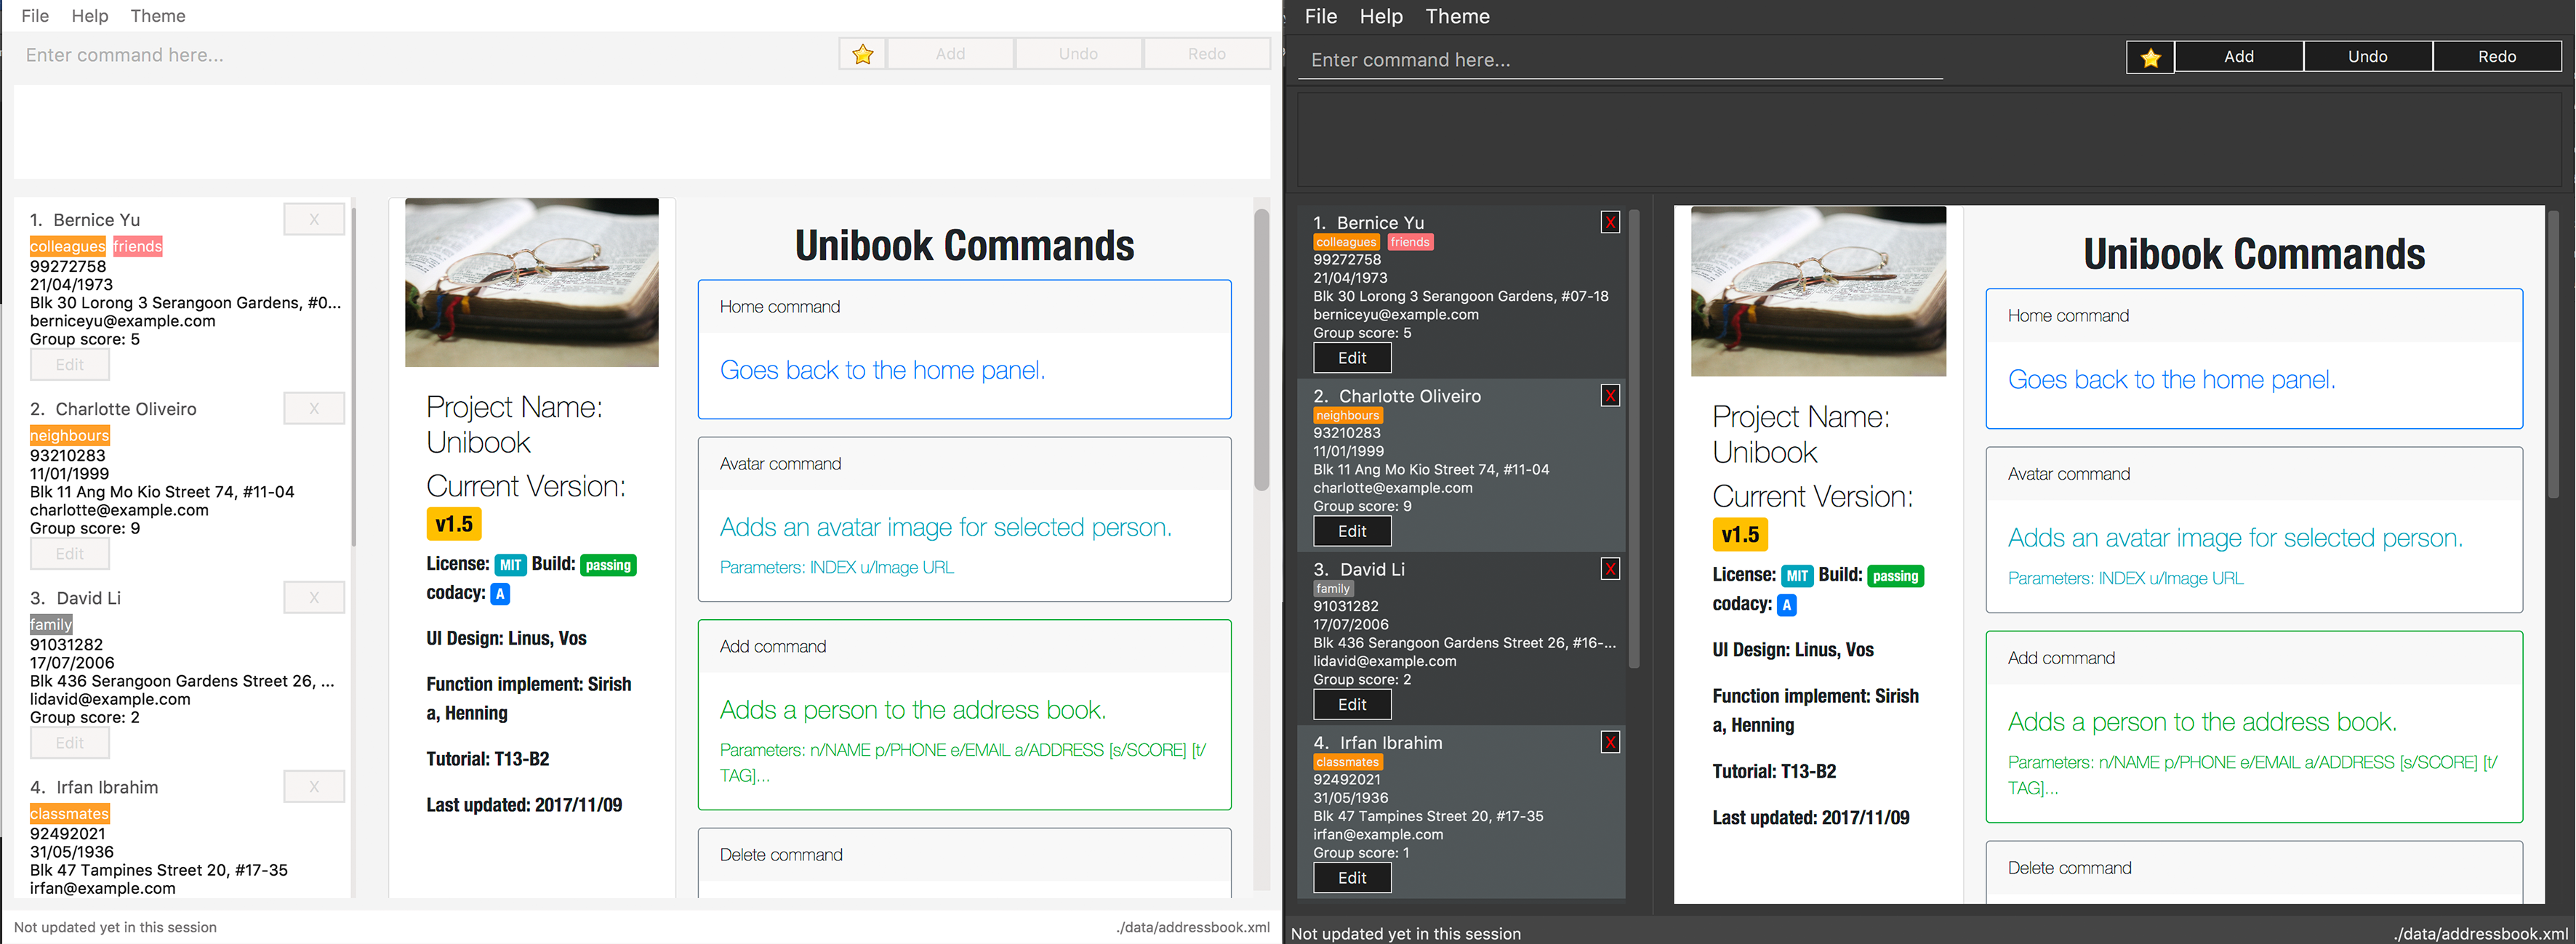 File Help Theme
Enter command here...
Add Undo Redo
1. Bernice Yu X
colleagues friends
99272758
21/04/1973
Blk 30 Lorong 3 Serangoon Gardens, #0...
berniceyu@example.com
Group score: 5
Edit
2. Charlotte Oliveiro X
neighbours
93210283
11/01/1999
Blk 11 Ang Mo Kio Street 74, #11-04
charlotte@example.com
Group score: 9
Edit
3. David Li X
family
91031282
17/07/2006
Blk 436 Serangoon Gardens Street 26, ...
lidavid@example.com
Group score: 2
Edit
4. Irfan Ibrahim X
classmates
92492021
31/05/1936
Blk 47 Tampines Street 20, #17-35
irfan@example.com
Project Name:
Unibook
Current Version:
v1.5
License: MIT Build: passing
codacy: A
UI Design: Linus, Vos
Function implement: Sirish
a, Henning
Tutorial: T13-B2
Last updated: 2017/11/09
Unibook Commands
Home command
Goes back to the home panel.
Avatar command
Adds an avatar image for selected person.
Parameters: INDEX u/Image URL
Add command
Adds a person to the address book.
Parameters: n/NAME p/PHONE e/EMAIL a/ADDRESS [s/SCORE] [t/
TAG]...
Delete command
Not updated yet in this session
./data/addressbook.xml
File Help Theme
Enter command here...
Add Undo Redo
1. Bernice Yu X
colleagues friends
99272758
21/04/1973
Blk 30 Lorong 3 Serangoon Gardens, #07-18
berniceyu@example.com
Group score: 5
Edit
2. Charlotte Oliveiro X
neighbours
93210283
11/01/1999
Blk 11 Ang Mo Kio Street 74, #11-04
charlotte@example.com
Group score: 9
Edit
3. David Li X
family
91031282
17/07/2006
Blk 436 Serangoon Gardens Street 26, #16-...
lidavid@example.com
Group score: 2
Edit
4. Irfan Ibrahim X
classmates
92492021
31/05/1936
Blk 47 Tampines Street 20, #17-35
irfan@example.com
Group score: 1
Edit
Project Name:
Unibook
Current Version:
v1.5
License: MIT Build: passing
codacy: A
UI Design: Linus, Vos
Function implement: Sirish
a, Henning
Tutorial: T13-B2
Last updated: 2017/11/09
Unibook Commands
Home command
Goes back to the home panel.
Avatar command
Adds an avatar image for selected person.
Parameters: INDEX u/Image URL
Add command
Adds a person to the address book.
Parameters: n/NAME p/PHONE e/EMAIL a/ADDRESS [s/SCORE] [t/
TAG]...
Delete command
Not updated yet in this session
./data/addressbook.xml